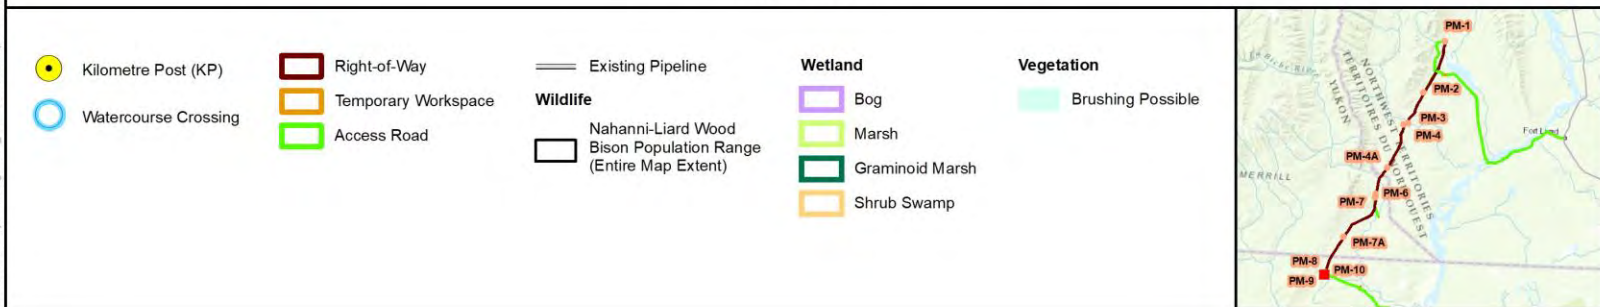 Kilometre Post (KP)
Watercourse Crossing
Right-of-Way
Temporary Workspace
Access Road
Existing Pipeline
Wildlife
Nahanni-Liard Wood
Bison Population Range
(Entire Map Extent)
Wetland
Bog
Marsh
Graminoid Marsh
Shrub Swamp
Vegetation
Brushing Possible
PM-1
PM-2
PM-3
PM-4
PM-4A
PM-6
PM-7
PM-7A
PM-8
PM-10
PM-9
NORTHWEST TERRITORIES
TERRITOIRES DU NORD-OUEST
YUKON
MERRILL